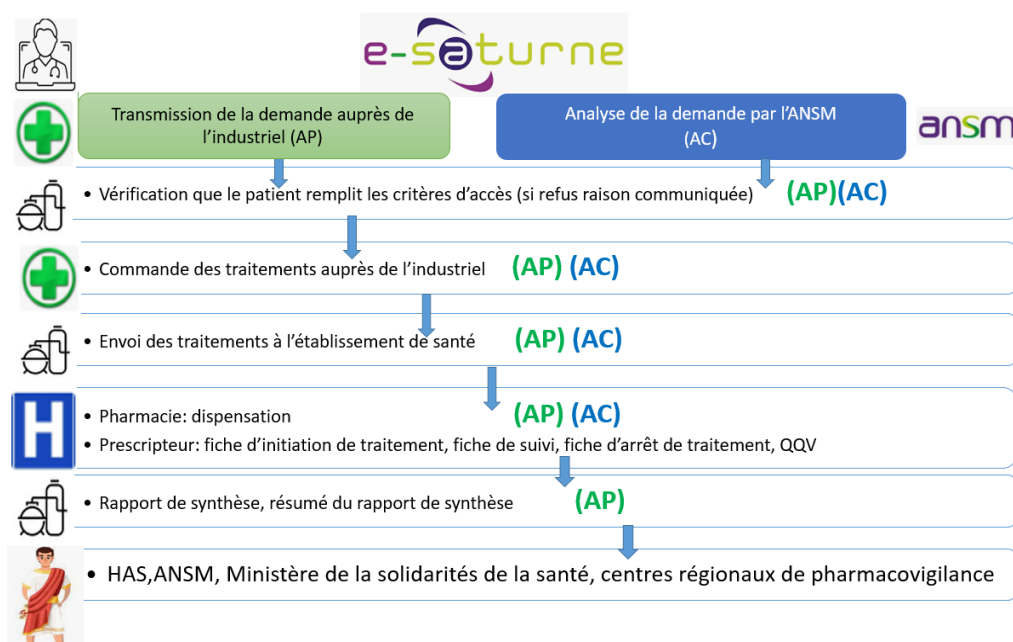 e-saturne
Transmission de la demande auprès de
l'industriel (AP)
Analyse de la demande par l'ANSM
(AC)
ansm
• Vérification que le patient remplit les critères d'accès (si refus raison communiquée) (AP)(AC)
• Commande des traitements auprès de l'industriel (AP) (AC)
• Envoi des traitements à l'établissement de santé (AP) (AC)
H
• Pharmacie: dispensation (AP) (AC)
• Prescripteur: fiche d'initiation de traitement, fiche de suivi, fiche d'arrêt de traitement, QQV
• Rapport de synthèse, résumé du rapport de synthèse (AP)
• HAS,ANSM, Ministère de la solidarités de la santé, centres régionaux de pharmacovigilance